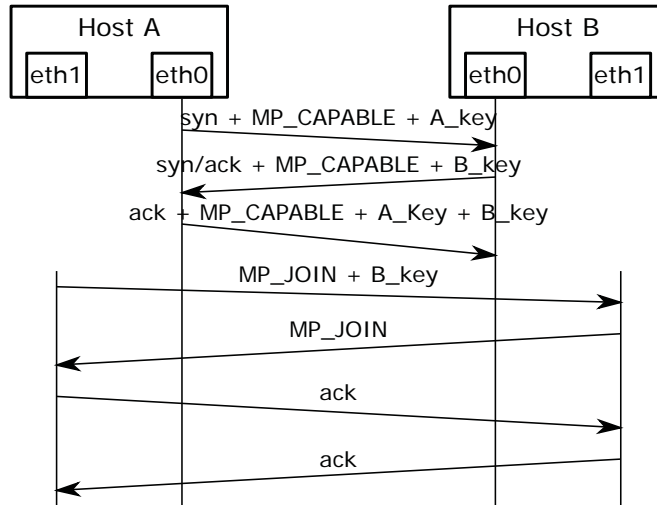 Host A
Host B
eth1
eth0
eth0
eth1
syn + MP_CAPABLE + A_key
syn/ack + MP_CAPABLE + B_key
ack + MP_CAPABLE + A_Key + B_key
MP_JOIN + B_key
MP_JOIN
ack
ack